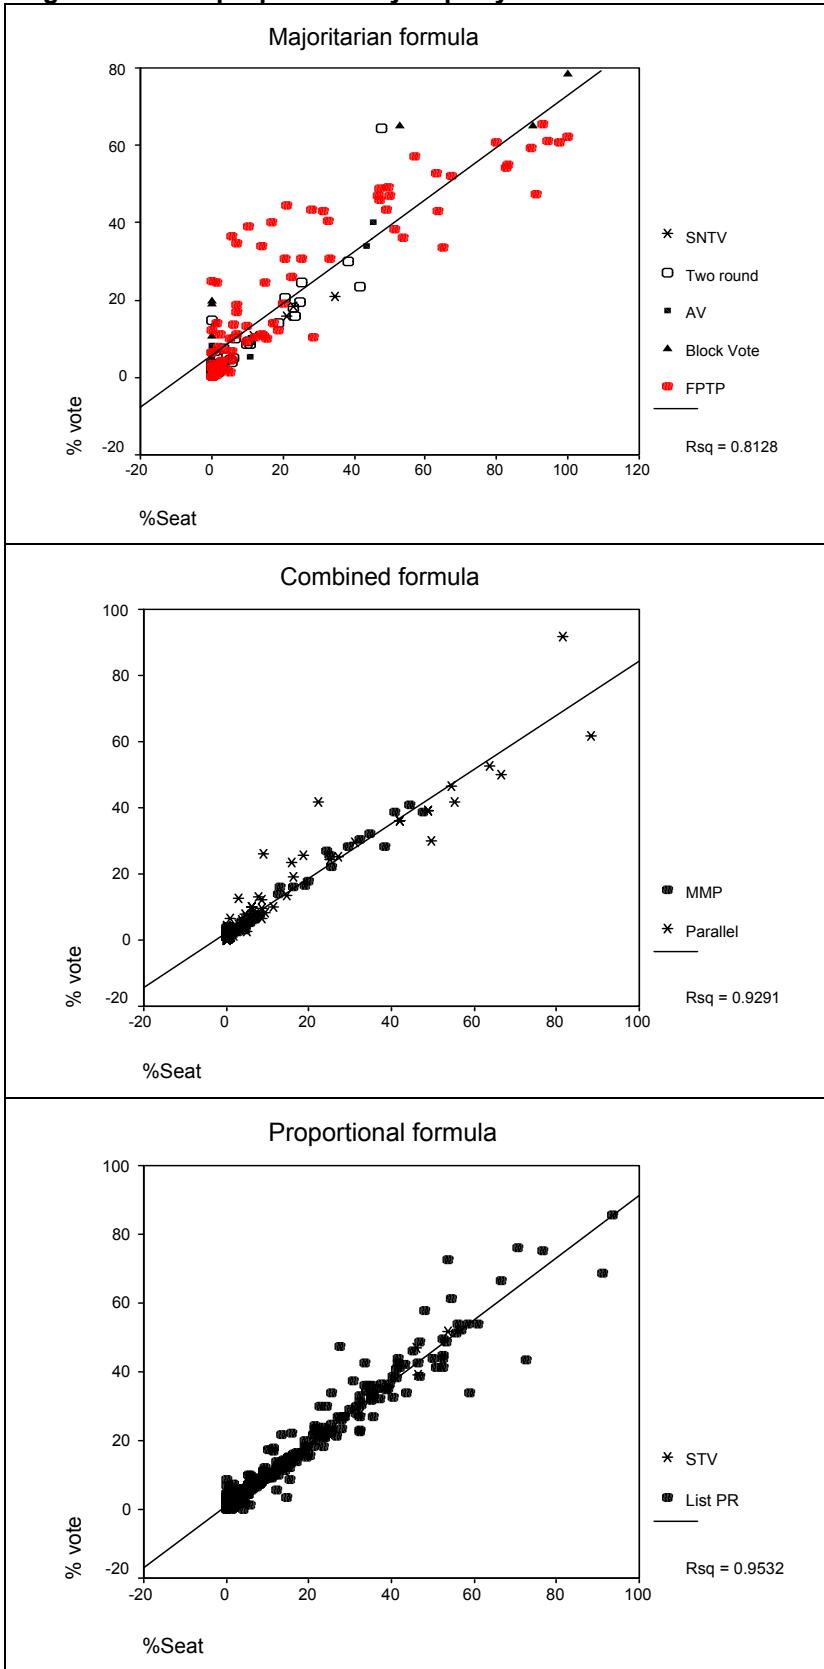 Majoritarian formula
80
60
40
20
0
-20
% vote
-20 0 20 40 60 80 100 120
%Seat
SNTV
Two round
AV
Block Vote
FPTP
Rsq = 0.8128
Combined formula
100
80
60
40
20
0
-20
% vote
-20 0 20 40 60 80 100
%Seat
MMP
Parallel
Rsq = 0.9291
Proportional formula
100
80
60
40
20
0
-20
% vote
-20 0 20 40 60 80 100
%Seat
STV
List PR
Rsq = 0.9532